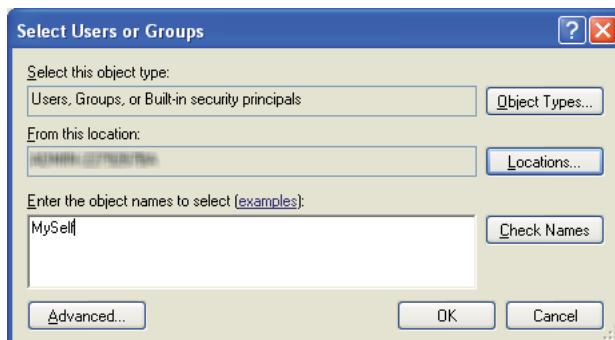 Select Users or Groups
Select this object type:
Users, Groups, or Built-in security principals
Object Types...
From this location:
Locations...
Enter the object names to select (examples):
MySelf
Check Names
Advanced...
OK
Cancel